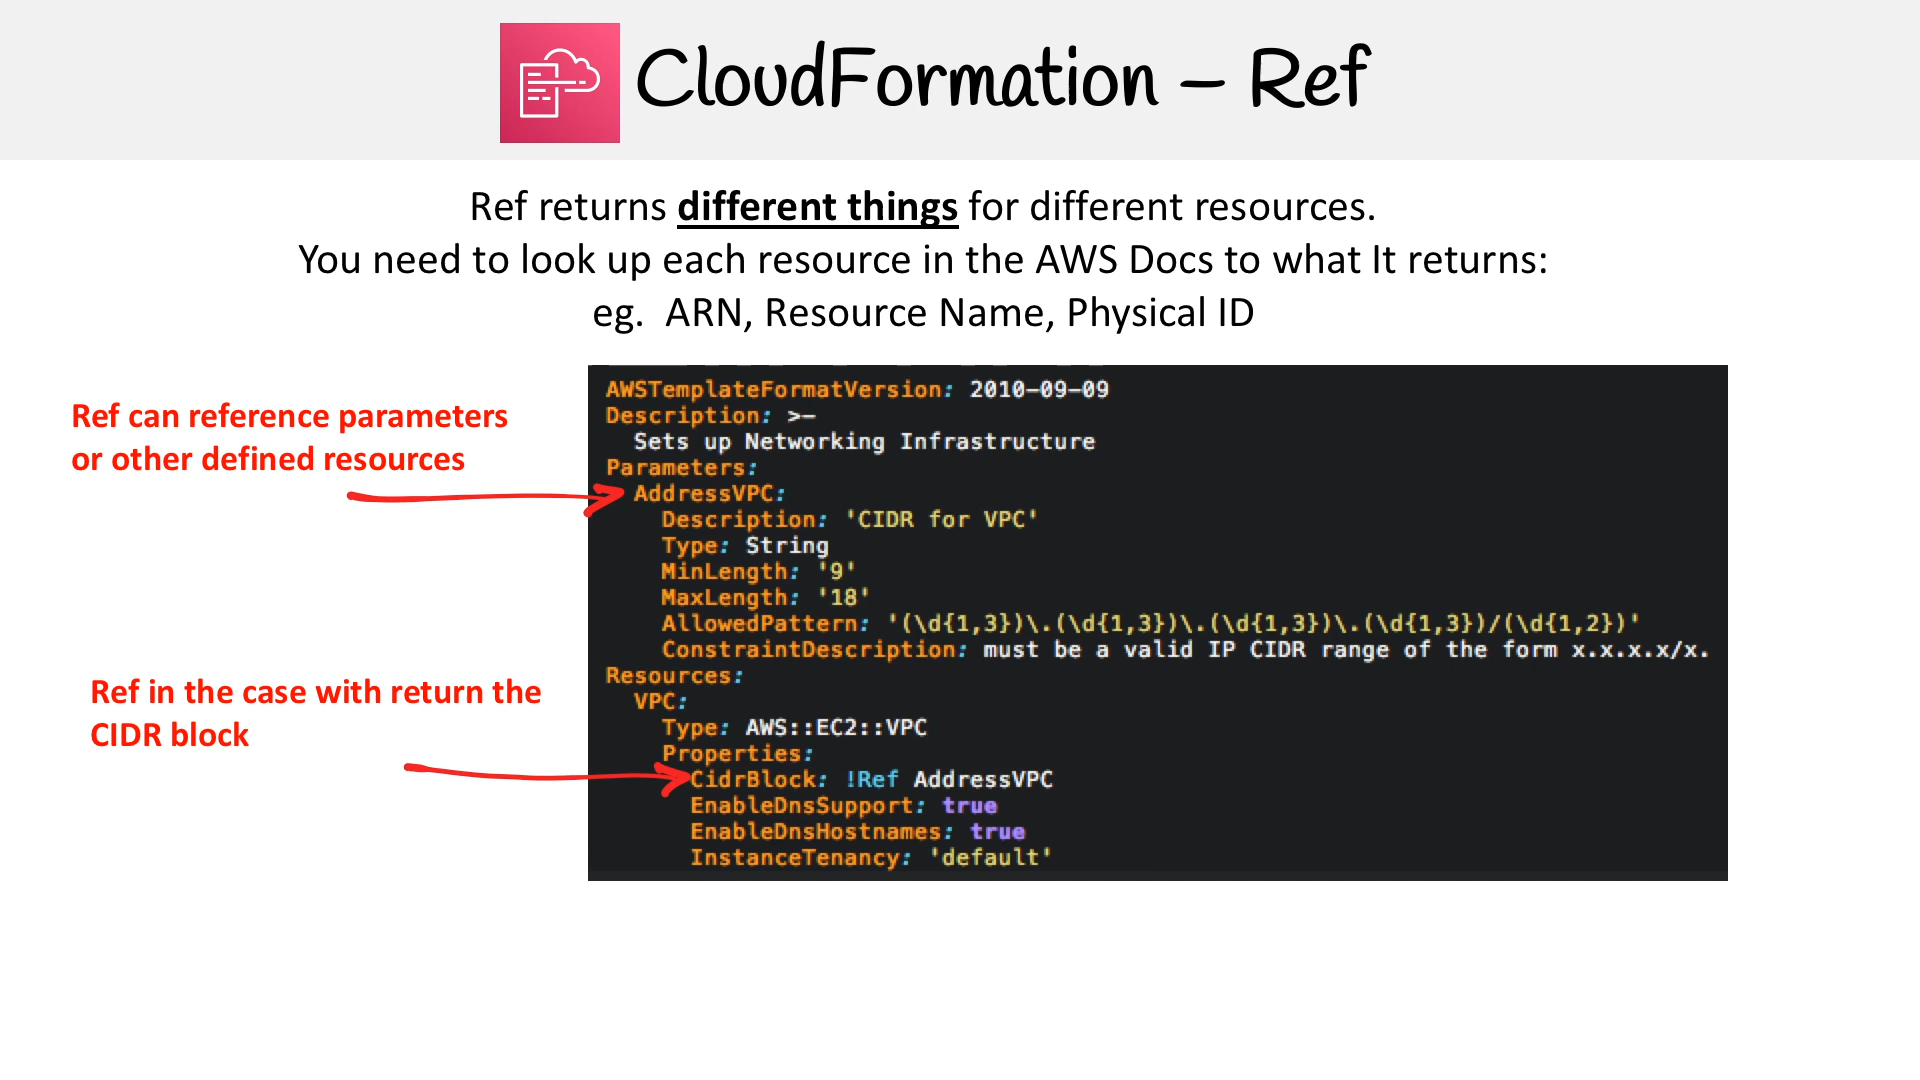 CloudFormation – Ref
Ref returns different things for different resources.
You need to look up each resource in the AWS Docs to what It returns:
eg.  ARN, Resource Name, Physical ID
Ref can reference parameters
or other defined resources
Ref in the case with return the
CIDR block
AWSTemplateFormatVersion: 2010-09-09
Description: >-
  Sets up Networking Infrastructure
Parameters:
  AddressVPC:
    Description: 'CIDR for VPC'
    Type: String
    MinLength: '9'
    MaxLength: '18'
    AllowedPattern: '(\d{1,3})\.(\d{1,3})\.(\d{1,3})\.(\d{1,3})/(\d{1,2})'
    ConstraintDescription: must be a valid IP CIDR range of the form x.x.x.x/x.
Resources:
  VPC:
    Type: AWS::EC2::VPC
    Properties:
      CidrBlock: !Ref AddressVPC
      EnableDnsSupport: true
      EnableDnsHostnames: true
      InstanceTenancy: 'default'